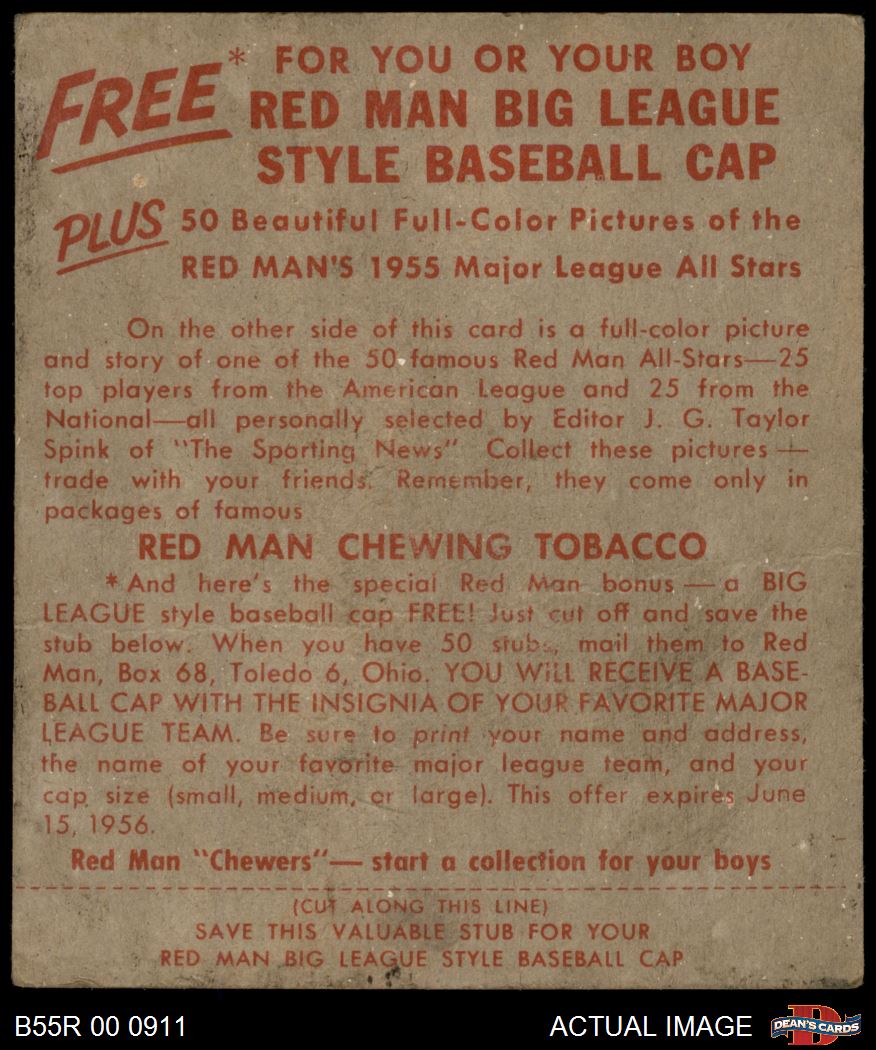 FREE* FOR YOU OR YOUR BOY
RED MAN BIG LEAGUE
STYLE BASEBALL CAP
PLUS 50 Beautiful Full-Color Pictures of the
RED MAN'S 1955 Major League All Stars
On the other side of this card is a full-color picture
and story of one of the 50 famous Red Man All-Stars—25
top players from the American League and 25 from the
National—all personally selected by Editor J. G. Taylor
Spink of "The Sporting News" Collect these pictures —
trade with your friends. Remember, they come only in
packages of famous
RED MAN CHEWING TOBACCO
*And here's the special Red Man bonus — a BIG
LEAGUE style baseball cap FREE! Just cut off and save the
stub below. When you have 50 stubs, mail them to Red
Man, Box 68, Toledo 6, Ohio. YOU WILL RECEIVE A BASE-
BALL CAP WITH THE INSIGNIA OF YOUR FAVORITE MAJOR
LEAGUE TEAM. Be sure to print your name and address,
the name of your favorite major league team, and your
cap size (small, medium, or large). This offer expires June
15, 1956.
Red Man "Chewers"— start a collection for your boys
(CUT ALONG THIS LINE)
SAVE THIS VALUABLE STUB FOR YOUR
RED MAN BIG LEAGUE STYLE BASEBALL CAP
B55R 00 0911 ACTUAL IMAGE DEAN'S CARDS